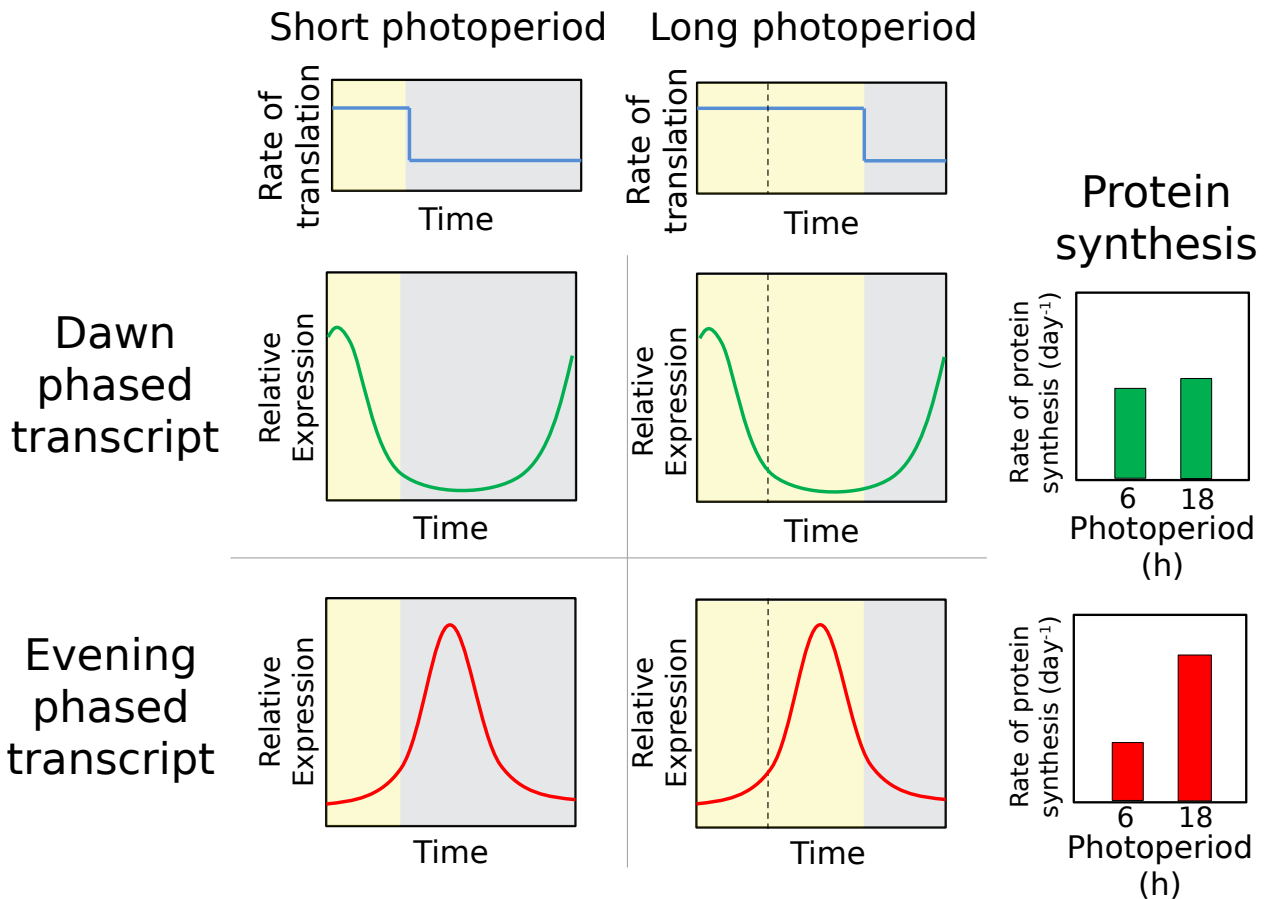 Short photoperiod
Long photoperiod
Rate of
translation
Time
Rate of
translation
Time
Protein
synthesis
Dawn
phased
transcript
Relative
Expression
Time
Relative
Expression
Time
Rate of protein
synthesis (day-1)
6
18
Photoperiod
(h)
Evening
phased
transcript
Relative
Expression
Time
Relative
Expression
Time
Rate of protein
synthesis (day-1)
6
18
Photoperiod
(h)